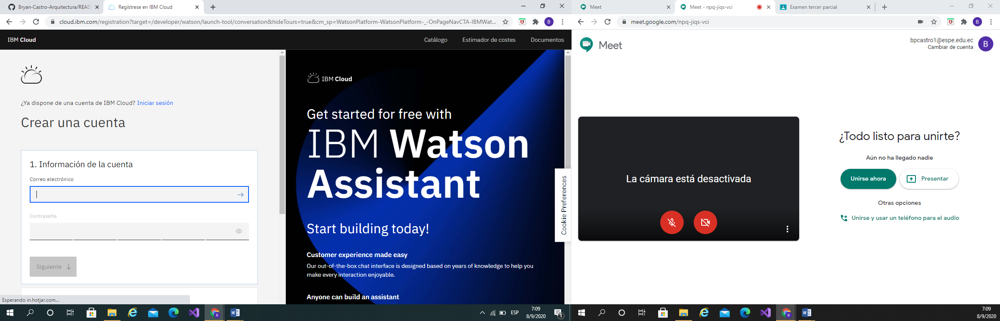 Bryan-Castro-Arquitectura/READ
Regístrese en IBM Cloud
cloud.ibm.com/registration?target=/developer/watson/launch-tool/conversation&hideTours=true&cm_sp=WatsonPlatform-WatsonPlatform-_-OnPageNavCTA-IBMWat...
B
IBM Cloud
Catálogo
Estimador de costes
Documentos
¿Ya dispone de una cuenta de IBM Cloud? Iniciar sesión
Crear una cuenta
1. Información de la cuenta
Correo electrónico
Contraseña
Siguiente
Esperando in.hotjar.com...
IBM Cloud
Get started for free with
IBM Watson
Assistant
Start building today!
Customer experience made easy
Our out-of-the-box chat interface is designed based on years of knowledge to help you
make every interaction enjoyable.
Anyone can build an assistant
Cookie Preferences
ESP
7:09
8/9/2020
1
Meet
Meet - npq-jiqs-vci
Examen tercer parcial
meet.google.com/npq-jiqs-vci
B
Meet
bpcastro1@espe.edu.ec
Cambiar de cuenta
B
La cámara está desactivada
¿Todo listo para unirte?
Aún no ha llegado nadie
Unirse ahora
Presentar
Otras opciones
Unirse y usar un teléfono para el audio
7:09
8/9/2020